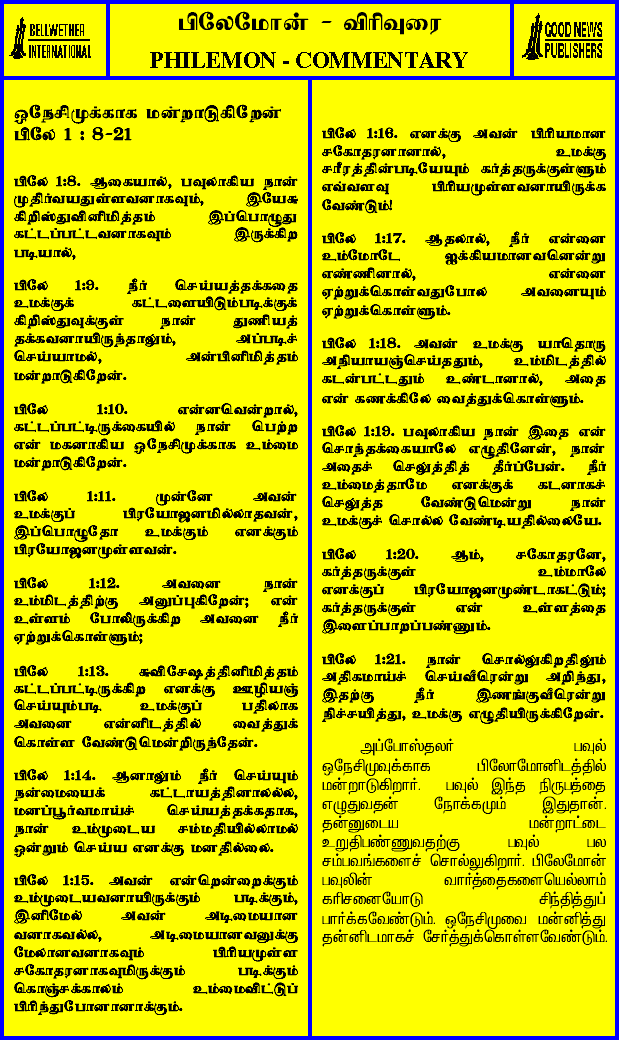 BELLWETHER
INTERNATIONAL
பிலேமோன் - விரிவுரை
PHILEMON - COMMENTARY
GOOD NEWS
PUBLISHERS
ஒநேசிமுக்காக மன்றாடுகிறேன்
பிலே 1 : 8-21
பிலே 1:8. ஆகையால், பவுலாகிய நான்
முதிர்வயதுள்ளவனாகவும், இயேசு
கிறிஸ்துவினிமித்தம் இப்பொழுது
கட்டப்பட்டவனாகவும் இருக்கிற
படியால்,
பிலே 1:9. நீர் செய்யத்தக்கதை
உமக்குக் கட்டளையிடும்படிக்குக்
கிறிஸ்துவுக்குள் நான் துணியத்
தக்கவனாயிருந்தாலும், அப்படிச்
செய்யாமல், அன்பினிமித்தம்
மன்றாடுகிறேன்.
பிலே 1:10. என்னவென்றால்,
கட்டப்பட்டிருக்கையில் நான் பெற்ற
என் மகனாகிய ஒநேசிமுக்காக உம்மை
மன்றாடுகிறேன்.
பிலே 1:11. முன்னே அவன்
உமக்குப் பிரயோஜனமில்லாதவன்,
இப்பொழுதோ உமக்கும் எனக்கும்
பிரயோஜனமுள்ளவன்.
பிலே 1:12. அவனை நான்
உம்மிடத்திற்கு அனுப்புகிறேன்; என்
உள்ளம் போலிருக்கிற அவனை நீர்
ஏற்றுக்கொள்ளும்;
பிலே 1:13. சுவிசேஷத்தினிமித்தம்
கட்டப்பட்டிருக்கிற எனக்கு ஊழியஞ்
செய்யும்படி உமக்குப் பதிலாக
அவனை என்னிடத்தில் வைத்துக்
கொள்ள வேண்டுமென்றிருந்தேன்.
பிலே 1:14. ஆனாலும் நீர் செய்யும்
நன்மையைக் கட்டாயத்தினாலல்ல,
மனப்பூர்வமாய்ச் செய்யத்தக்கதாக,
நான் உம்முடைய சம்மதியில்லாமல்
ஒன்றும் செய்ய எனக்கு மனதில்லை.
பிலே 1:15. அவன் என்றென்றைக்கும்
உம்முடையவனாயிருக்கும் படிக்கும்,
இனிமேல் அவன் அடிமையான
வனாகவல்ல, அடிமையானவனுக்கு
மேலானவனாகவும் பிரியமுள்ள
சகோதரனாகவுமிருக்கும் படிக்கும்
கொஞ்சக்காலம் உம்மைவிட்டுப்
பிரிந்துபோனானாக்கும்.
பிலே 1:16. எனக்கு அவன் பிரியமான
சகோதரனானால், உமக்கு
சரீரத்தின்படியேயும் கர்த்தருக்குள்ளும்
எவ்வளவு பிரியமுள்ளவனாயிருக்க
வேண்டும்!
பிலே 1:17. ஆதலால், நீர் என்னை
உம்மோடே ஐக்கியமானவனென்று
எண்ணினால், என்னை
ஏற்றுக்கொள்வதுபோல் அவனையும்
ஏற்றுக்கொள்ளும்.
பிலே 1:18. அவன் உமக்கு யாதொரு
அநியாயஞ்செய்ததும், உம்மிடத்தில்
கடன்பட்டதும் உண்டானால், அதை
என் கணக்கிலே வைத்துக்கொள்ளும்.
பிலே 1:19. பவுலாகிய நான் இதை என்
சொந்தக்கையாலே எழுதினேன், நான்
அதைச் செலுத்தித் தீர்ப்பேன். நீர்
உம்மைத்தாமே எனக்குக் கடனாகச்
செலுத்த வேண்டுமென்று நான்
உமக்குச் சொல்ல வேண்டியதில்லையே.
பிலே 1:20. ஆம், சகோதரனே,
கர்த்தருக்குள் உம்மாலே
எனக்குப் பிரயோஜனமுண்டாகட்டும்;
கர்த்தருக்குள் என் உள்ளத்தை
இளைப்பாறப்பண்ணும்.
பிலே 1:21. நான் சொல்லுகிறதிலும்
அதிகமாய்ச் செய்வீரென்று அறிந்து,
இதற்கு நீர் இணங்குவீரென்று
நிச்சயித்து, உமக்கு எழுதியிருக்கிறேன்.
அப்போஸ்தலர் பவுல்
ஒநேசிமுவுக்காக பிலோமோனிடத்தில்
மன்றாடுகிறார். பவுல் இந்த நிருபத்தை
எழுதுவதன் நோக்கமும் இதுதான்.
தன்னுடைய மன்றாட்டை
உறுதிபண்ணுவதற்கு பவுல் பல
சம்பவங்களைச் சொல்லுகிறார். பிலேமோன்
பவுலின் வார்த்தைகளையெல்லாம்
கரிசனையோடு சிந்தித்துப்
பார்க்கவேண்டும். ஒநேசிமுவை மன்னித்து
தன்னிடமாகச் சேர்த்துக்கொள்ளவேண்டும்.